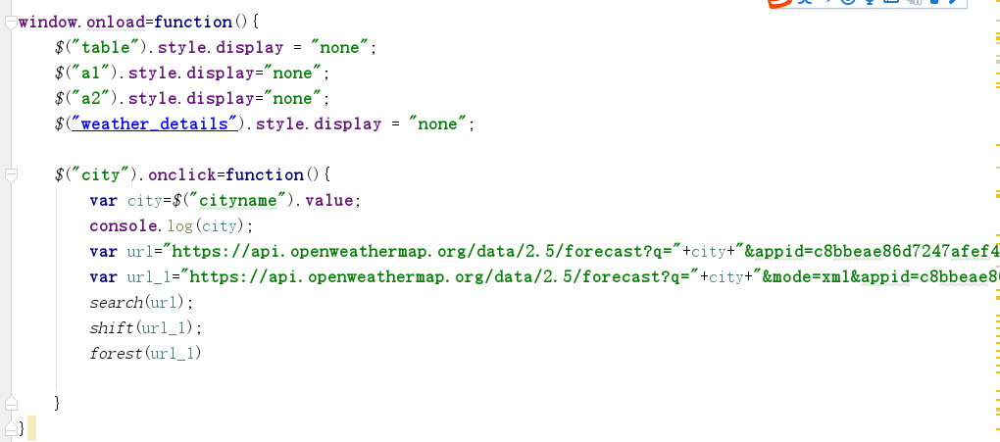 window.onload=function(){
$("table").style.display = "none";
$("a1").style.display="none";
$("a2").style.display="none";
$("weather_details").style.display = "none";
$("city").onclick=function(){
var city=$("cityname").value;
console.log(city);
var url="https://api.openweathermap.org/data/2.5/forecast?q="+city+"&appid=c8bbeae86d7247afef4
var url_1="https://api.openweathermap.org/data/2.5/forecast?q="+city+"&mode=xml&appid=c8bbeae8
search(url);
shift(url_1);
forest(url_1)
}
}